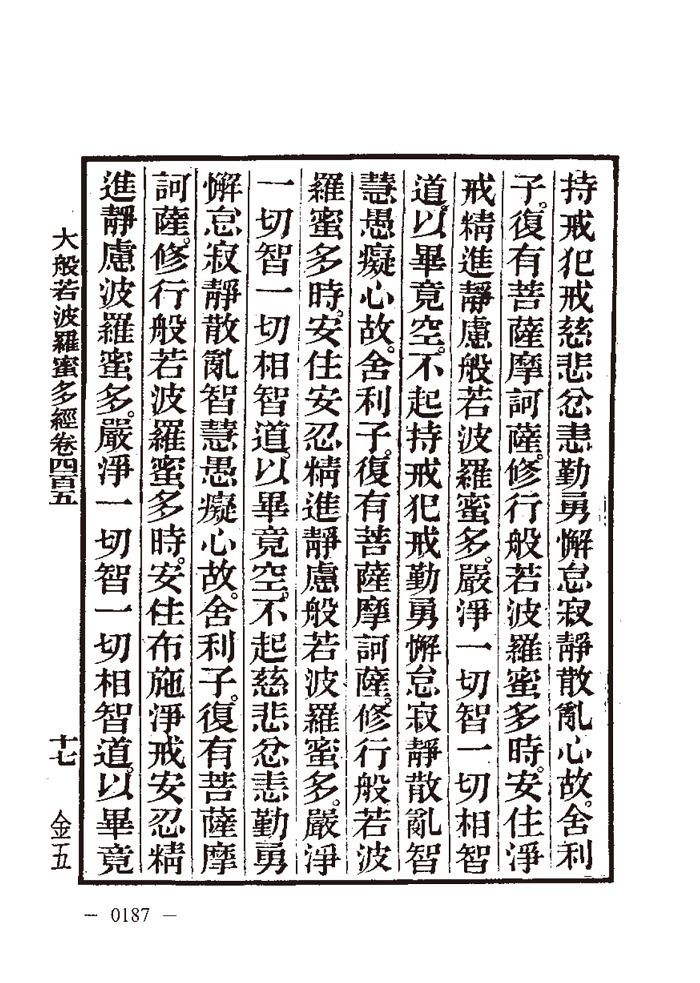 持戒犯戒慈悲忿恚勤勇懈怠寂靜散亂心故。舍利
子。復有菩薩摩訶薩。修行般若波羅蜜多時。安住淨
戒精進靜慮般若波羅蜜多。嚴淨一切智一切相智
道。以畢竟空。不起持戒犯戒勤勇懈怠寂靜散亂智
慧愚癡心故。舍利子。復有菩薩摩訶薩。修行般若波
羅蜜多時。安住安忍精進靜慮般若波羅蜜多。嚴淨
一切智一切相智道。以畢竟空。不起慈悲忿恚勤勇
懈怠寂靜散亂智慧愚癡心故。舍利子。復有菩薩摩
訶薩。修行般若波羅蜜多時。安住布施淨戒安忍精
進靜慮波羅蜜多。嚴淨一切智一切相智道。以畢竟
大般若波羅蜜多經卷四百五 十七 金五
— 0187 —